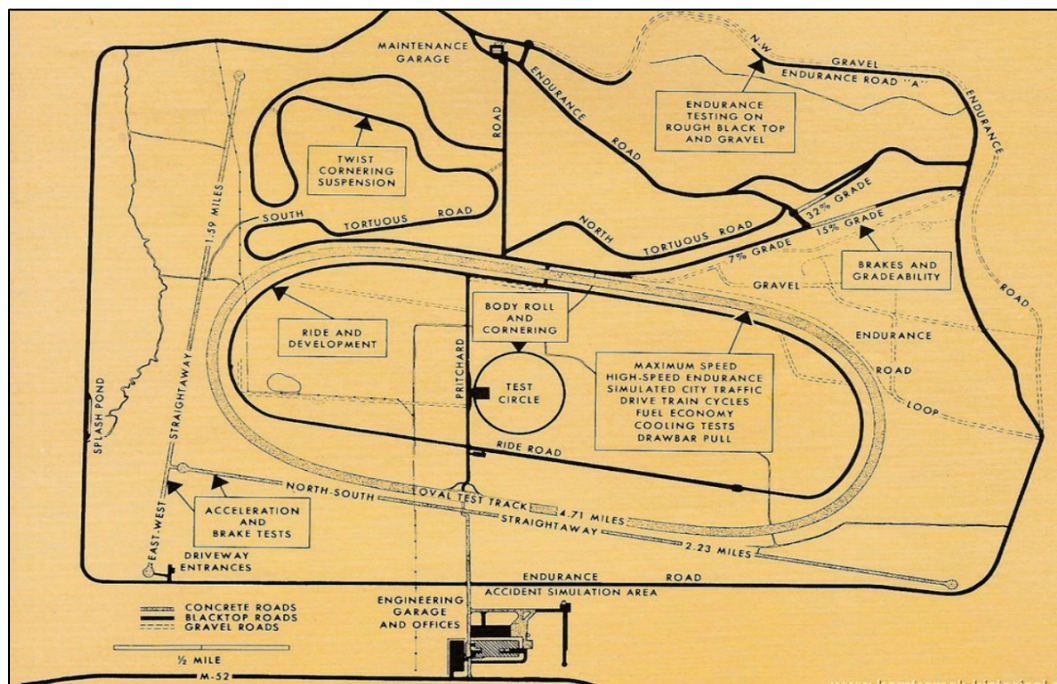 MAINTENANCE
GARAGE
N-W
GRAVEL
ENDURANCE ROAD "A"
ENDURANCE
ROAD
ENDURANCE
TESTING ON
ROUGH BLACK TOP
AND GRAVEL
ENDURANCE
ROAD
ROAD
TWIST
CORNERING
SUSPENSION
1.59 MILES
SOUTH
TORTUOUS ROAD
NORTH
TORTUOUS ROAD
32% GRADE
15% GRADE
7% GRADE
BRAKES AND
GRADEABILITY
GRAVEL
ENDURANCE
ROAD
LOOP
RIDE AND
DEVELOPMENT
BODY ROLL
AND
CORNERING
PRITCHARD
TEST
CIRCLE
MAXIMUM SPEED
HIGH-SPEED ENDURANCE
SIMULATED CITY TRAFFIC
DRIVE TRAIN CYCLES
FUEL ECONOMY
COOLING TESTS
DRAWBAR PULL
SPLASH POND
STRAIGHTAWAY
RIDE ROAD
NORTH-SOUTH
OVAL TEST TRACK 4.71 MILES
STRAIGHTAWAY
2.23 MILES
ACCELERATION
AND
BRAKE TESTS
EAST-WEST
DRIVEWAY
ENTRANCES
ENDURANCE ROAD
ACCIDENT SIMULATION AREA
CONCRETE ROADS
BLACKTOP ROADS
GRAVEL ROADS
ENGINEERING
GARAGE
AND OFFICES
½ MILE
M-52